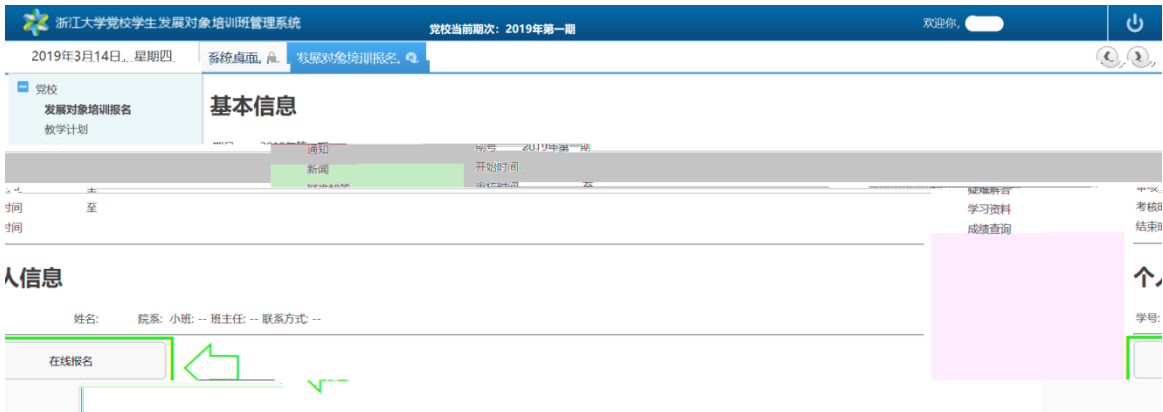 浙江大学党校学生发展对象培训班管理系统
党校当前期次：2019年第一期
欢迎你,
2019年3月14日, 星期四
系统桌面,
发展对象培训报名,
党校
发展对象培训报名
教学计划
基本信息
通知
期号 2019年第一期
新闻
开始时间
疑难解答
学习资料
考核时
时间 至
成绩查询
结束时
时间
人信息
个人
姓名: 院系: 小班: -- 班主任: -- 联系方式: --
学号:
在线报名